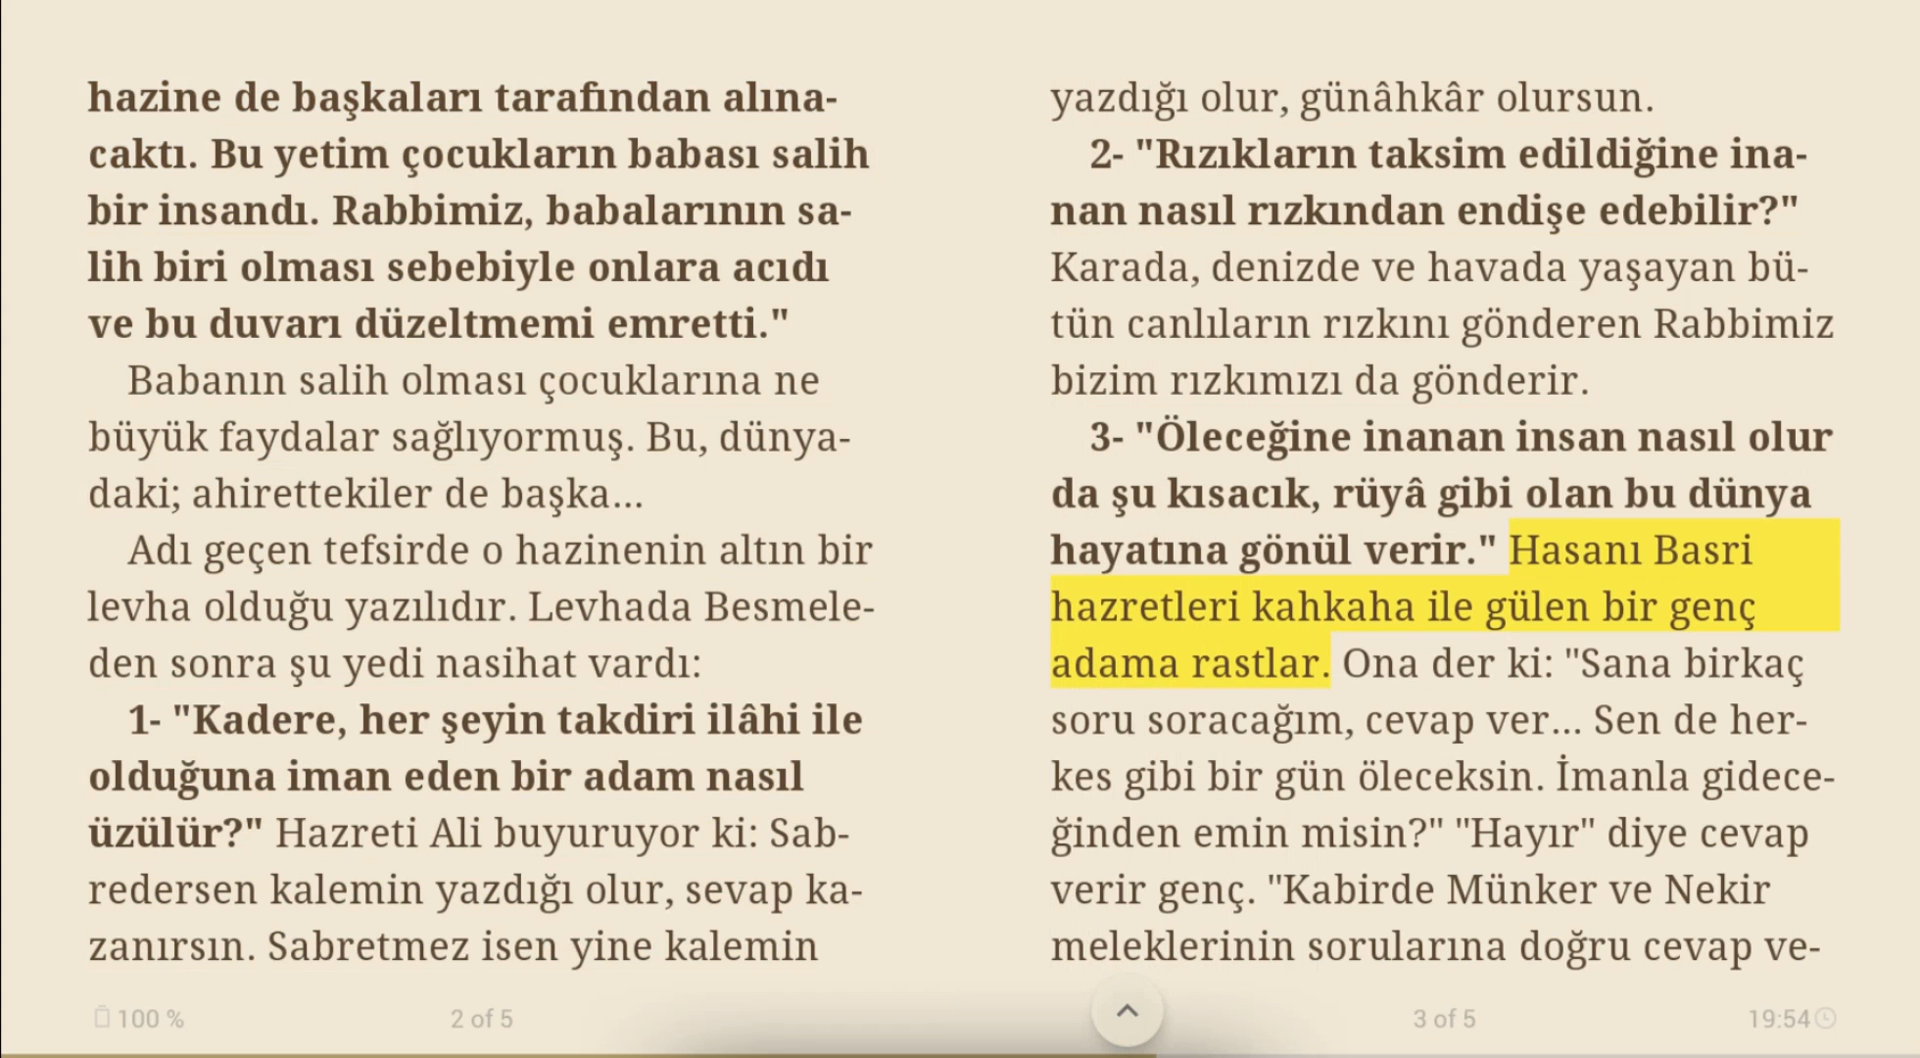 hazine de başkaları tarafından alına-
caktı. Bu yetim çocukların babası salih
bir insandı. Rabbimiz, babalarının sa-
lih biri olması sebebiyle onlara acıdı
ve bu duvarı düzeltmemi emretti."
Babanın salih olması çocuklarına ne
büyük faydalar sağlıyormuş. Bu, dünya-
daki; ahirettekiler de başka...
Adı geçen tefsirde o hazinenin altın bir
levha olduğu yazılıdır. Levhada Besmele-
den sonra şu yedi nasihat vardı:
1- "Kadere, her şeyin takdiri ilâhi ile
olduğuna iman eden bir adam nasıl
üzülür?" Hazreti Ali buyuruyor ki: Sab-
redersen kalemin yazdığı olur, sevap ka-
zanırsın. Sabretmez isen yine kalemin
100 %
2 of 5
yazdığı olur, günâhkâr olursun.
2- "Rızıkların taksim edildiğine ina-
nan nasıl rızkından endişe edebilir?"
Karada, denizde ve havada yaşayan bü-
tün canlıların rızkını gönderen Rabbimiz
bizim rızkımızı da gönderir.
3- "Öleceğine inanan insan nasıl olur
da şu kısacık, rüyâ gibi olan bu dünya
hayatına gönül verir." Hasanı Basri
hazretleri kahkaha ile gülen bir genç
adama rastlar. Ona der ki: "Sana birkaç
soru soracağım, cevap ver... Sen de her-
kes gibi bir gün öleceksin. İmanla gidece-
ğinden emin misin?" "Hayır" diye cevap
verir genç. "Kabirde Münker ve Nekir
meleklerinin sorularına doğru cevap ve-
3 of 5
19:54